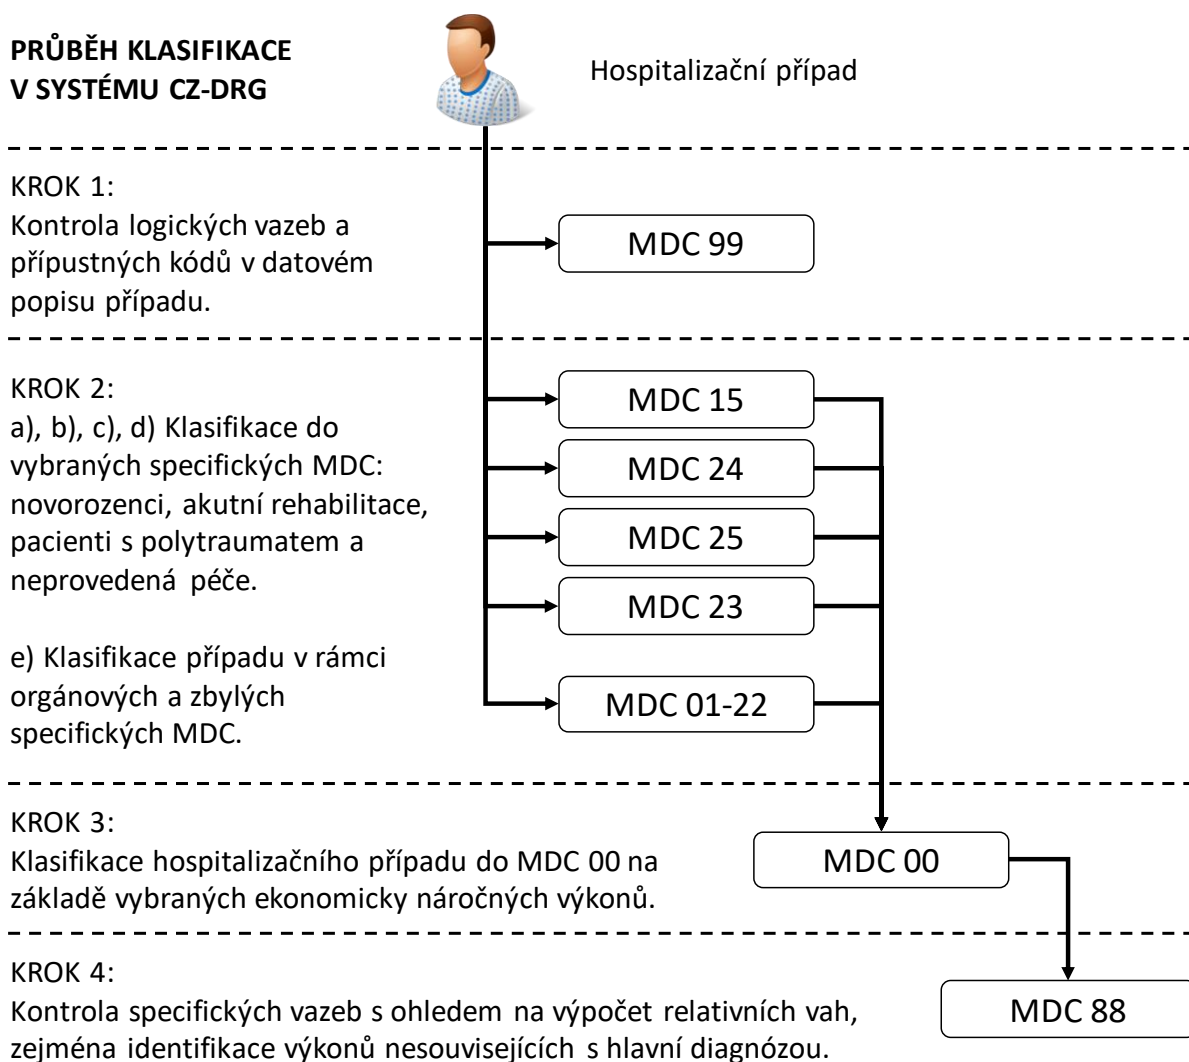 PRŮBĚH KLASIFIKACE
V SYSTÉMU CZ-DRG
Hospitalizační případ
KROK 1:
Kontrola logických vazeb a
přípustných kódů v datovém
popisu případu.
MDC 99
KROK 2:
a), b), c), d) Klasifikace do
vybraných specifických MDC:
novorozenci, akutní rehabilitace,
pacienti s polytraumatem a
neprovedená péče.
e) Klasifikace případu v rámci
orgánových a zbylých
specifických MDC.
MDC 15
MDC 24
MDC 25
MDC 23
MDC 01-22
KROK 3:
Klasifikace hospitalizačního případu do MDC 00 na
základě vybraných ekonomicky náročných výkonů.
MDC 00
KROK 4:
Kontrola specifických vazeb s ohledem na výpočet relativních vah,
zejména identifikace výkonů nesouvisejících s hlavní diagnózou.
MDC 88